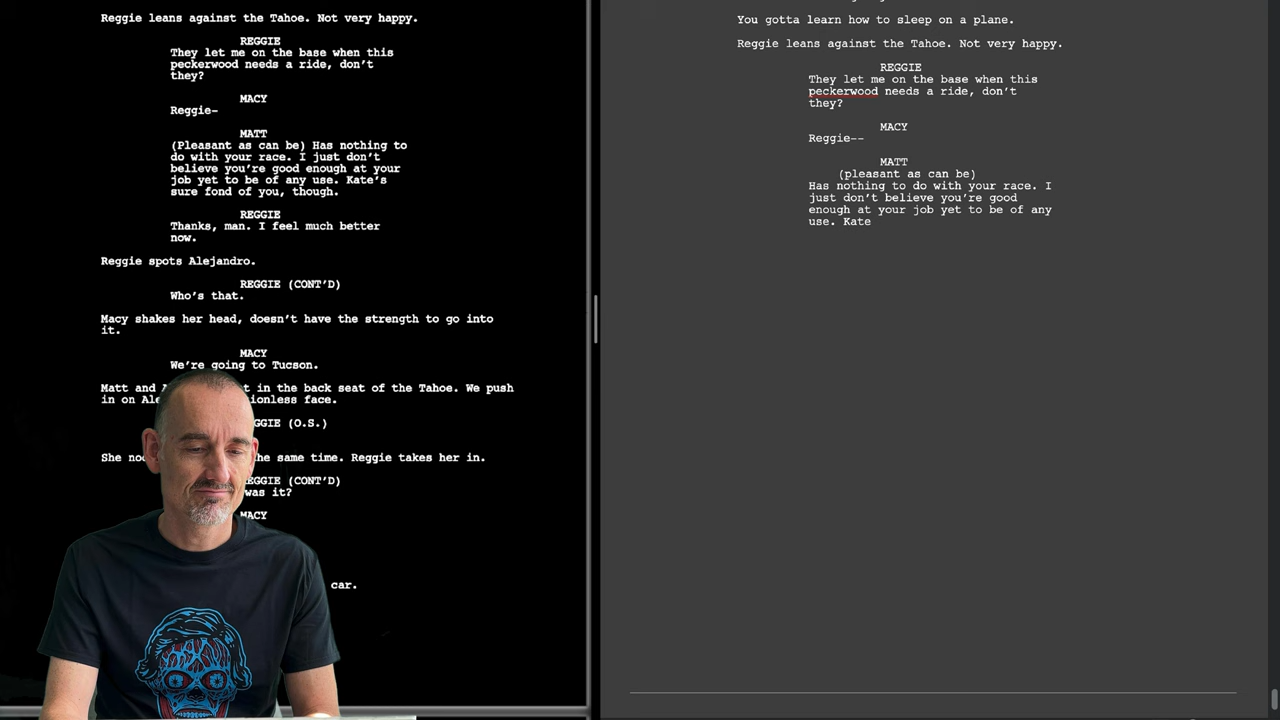 Reggie leans against the Tahoe. Not very happy.
REGGIE
They let me on the base when this
peckerwood needs a ride, don't
they?
MACY
Reggie-
MATT
(Pleasant as can be) Has nothing to
do with your race. I just don't
believe you're good enough at your
job yet to be of any use. Kate's
sure fond of you, though.
REGGIE
Thanks, man. I feel much better
now.
Reggie spots Alejandro.
REGGIE (CONT'D)
Who's that.
Macy shakes her head, doesn't have the strength to go into
it.
MACY
We're going to Tucson.
Matt and in the back seat of the Tahoe. We push
in on face.
(O.S.)
She same time. Reggie takes her in.
(CONT'D)
was it?
MACY
car.
You gotta learn how to sleep on a plane.
Reggie leans against the Tahoe. Not very happy.
REGGIE
They let me on the base when this
peckerwood needs a ride, don't
they?
MACY
Reggie--
MATT
(pleasant as can be)
Has nothing to do with your race. I
just don't believe you're good
enough at your job yet to be of any
use. Kate